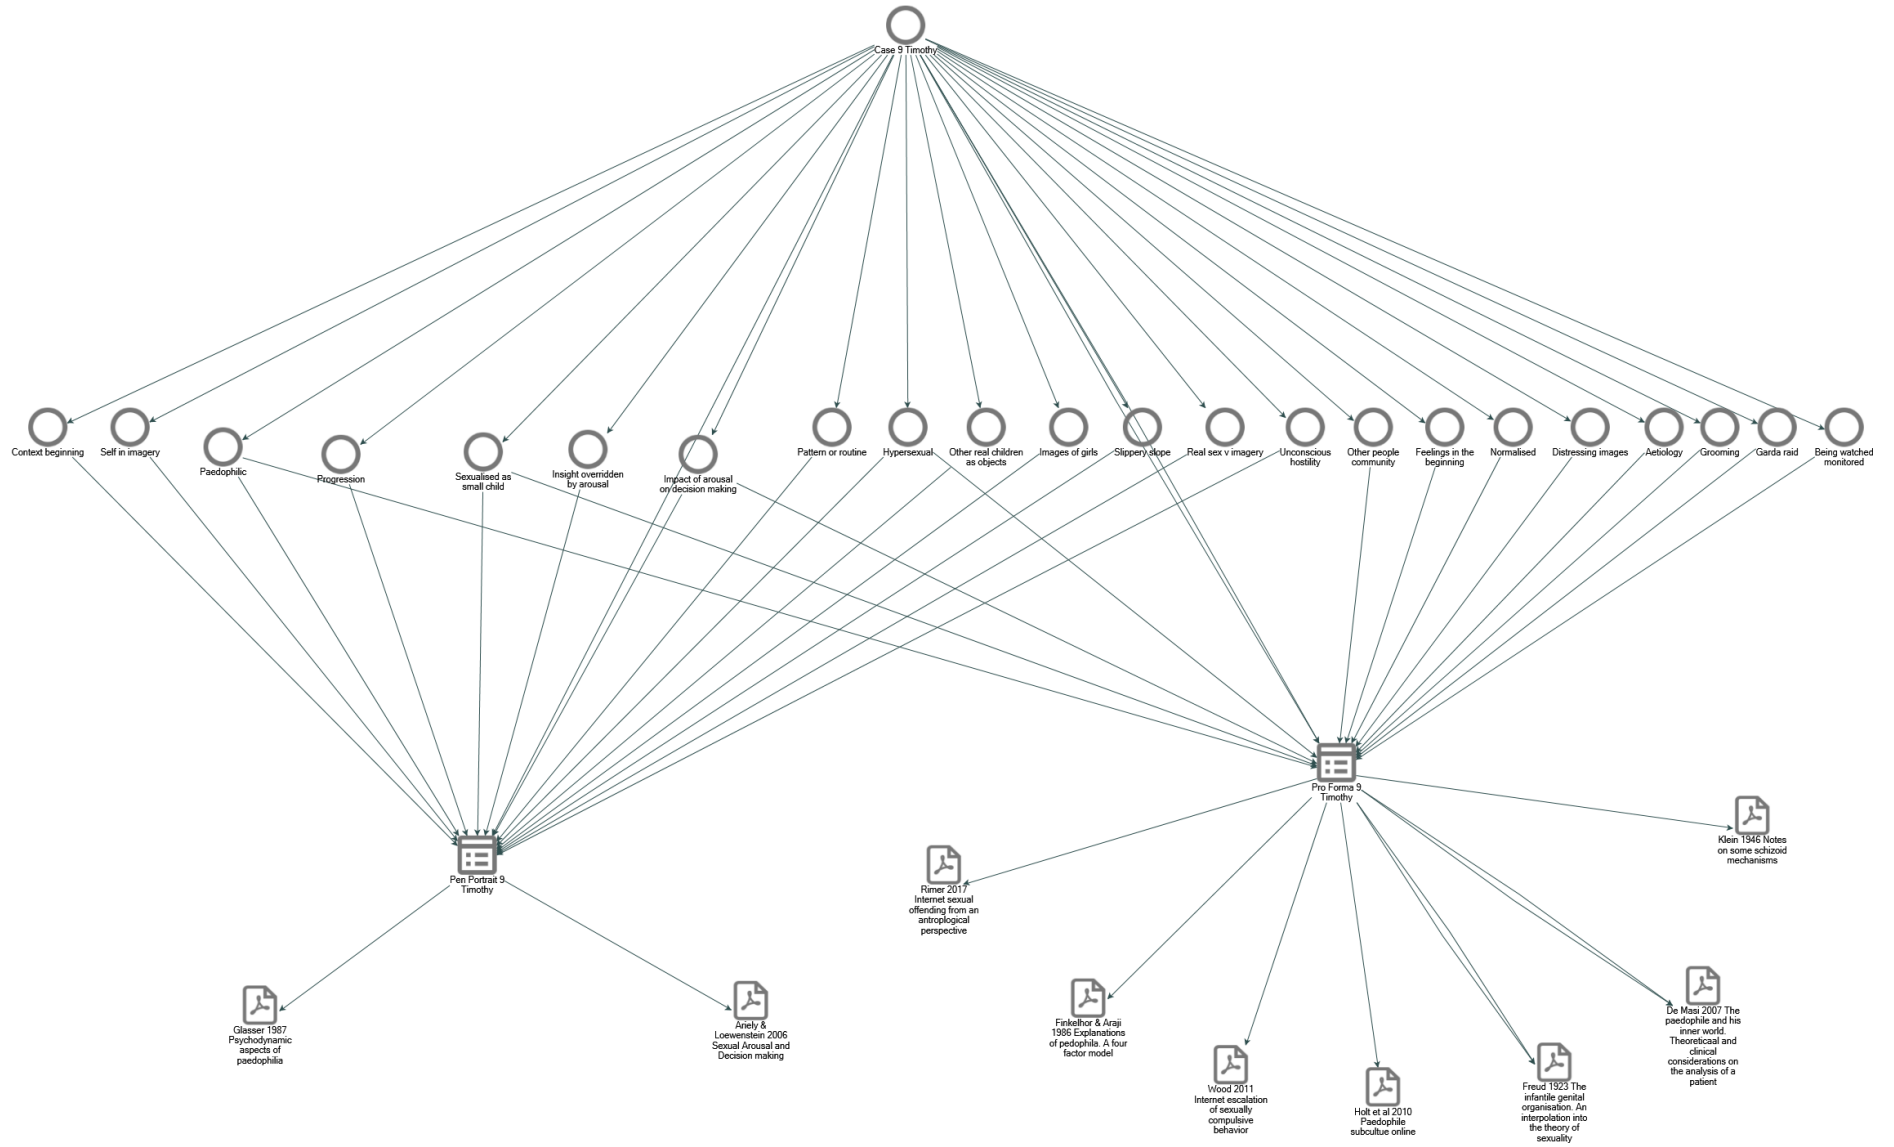 Case 9 Timothy
Context beginning
Self in imagery
Paedophilic
Progression
Sexualised as
small child
Insight overridden
by arousal
Impact of arousal
on decision making
Pattern or routine
Hypersexual
Other real children
as objects
Images of girls
Slippery slope
Real sex v imagery
Unconscious
hostility
Other people
community
Feelings in the
beginning
Normalised
Distressing images
Aetiology
Grooming
Garda raid
Being watched
monitored
Pen Portrait 9
Timothy
Pro Forma 9
Timothy
Glasser 1987
Psychodynamic
aspects of
paedophilia
Ariely &
Loewenstein 2006
Sexual Arousal and
Decision making
Rimer 2017
Internet sexual
offending from an
antroplogical
perspective
Finkelhor & Araji
1986 Explanations
of pedophila. A four
factor model
Wood 2011
Internet escalation
of sexually
compulsive
behavior
Holt et al 2010
Paedophile
subcultue online
Freud 1923 The
infantile genital
organisation. An
interpolation into
the theory of
sexuality
De Masi 2007 The
paedophile and his
inner world.
Theoreticaal and
clinical
considerations on
the analysis of a
patient
Klein 1946 Notes
on some schizoid
mechanisms